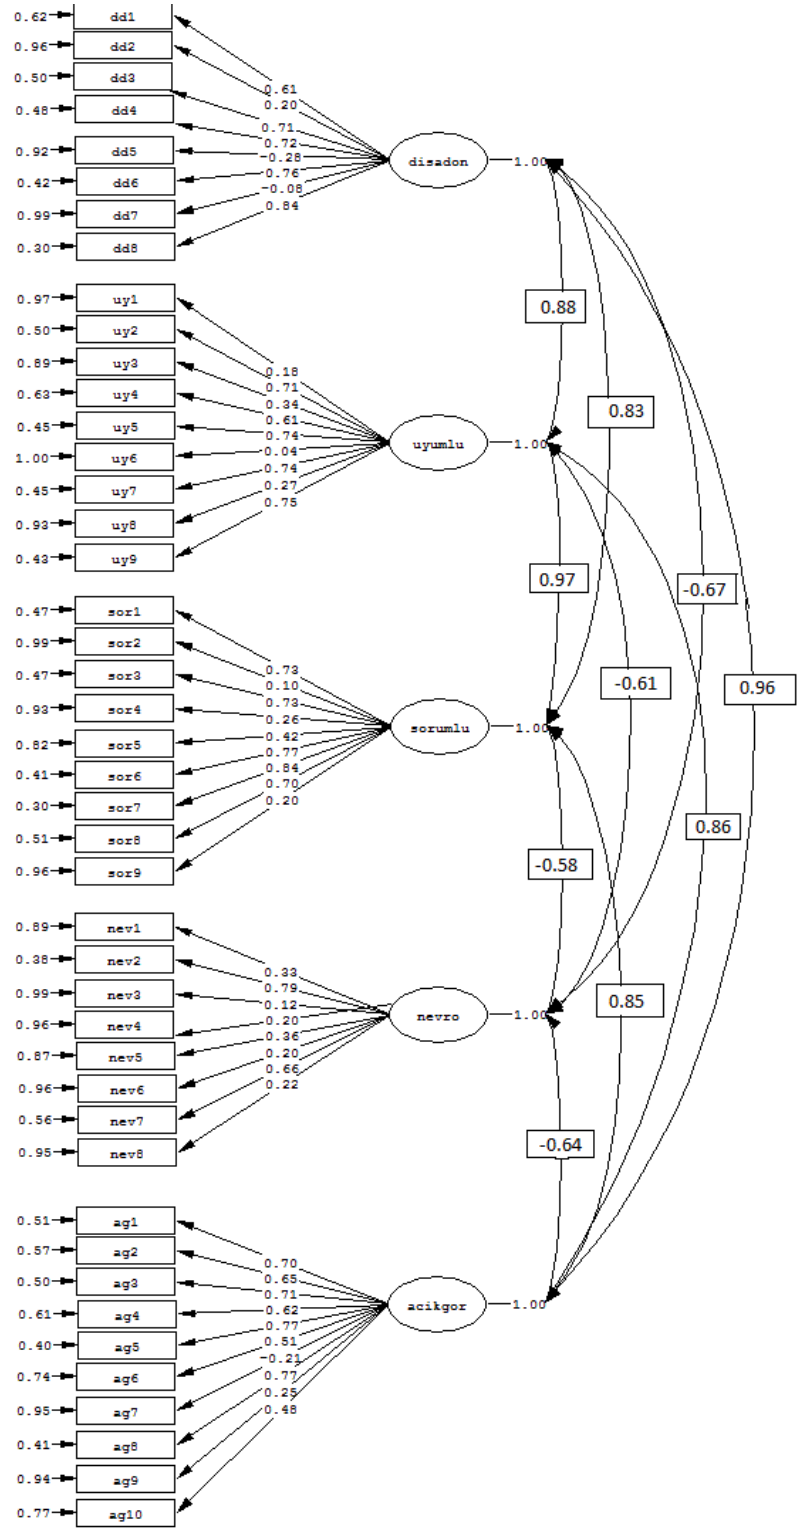 0.62 dd1
0.96 dd2
0.50 dd3
0.48 dd4
0.92 dd5
0.42 dd6
0.99 dd7
0.30 dd8
0.61
0.20
0.71
0.72
-0.28
0.76
-0.08
0.84
disadon 1.00
0.97 uy1
0.50 uy2
0.89 uy3
0.63 uy4
0.45 uy5
1.00 uy6
0.45 uy7
0.93 uy8
0.43 uy9
0.18
0.71
0.34
0.61
0.74
0.04
0.74
0.27
0.75
uyumlu 1.00
0.47 sor1
0.99 sor2
0.47 sor3
0.93 sor4
0.82 sor5
0.41 sor6
0.30 sor7
0.51 sor8
0.96 sor9
0.73
0.10
0.73
0.26
0.42
0.77
0.84
0.70
0.20
sorumlu 1.00
0.89 nev1
0.38 nev2
0.99 nev3
0.96 nev4
0.87 nev5
0.96 nev6
0.56 nev7
0.95 nev8
0.33
0.79
0.12
0.20
0.36
0.20
0.66
0.22
nevro 1.00
0.51 ag1
0.57 ag2
0.50 ag3
0.61 ag4
0.40 ag5
0.74 ag6
0.95 ag7
0.41 ag8
0.94 ag9
0.77 ag10
0.70
0.65
0.71
0.62
0.77
0.51
-0.21
0.77
0.25
0.48
acikgor 1.00
0.88
0.83
0.97
-0.67
-0.61
0.96
0.86
-0.58
0.85
-0.64